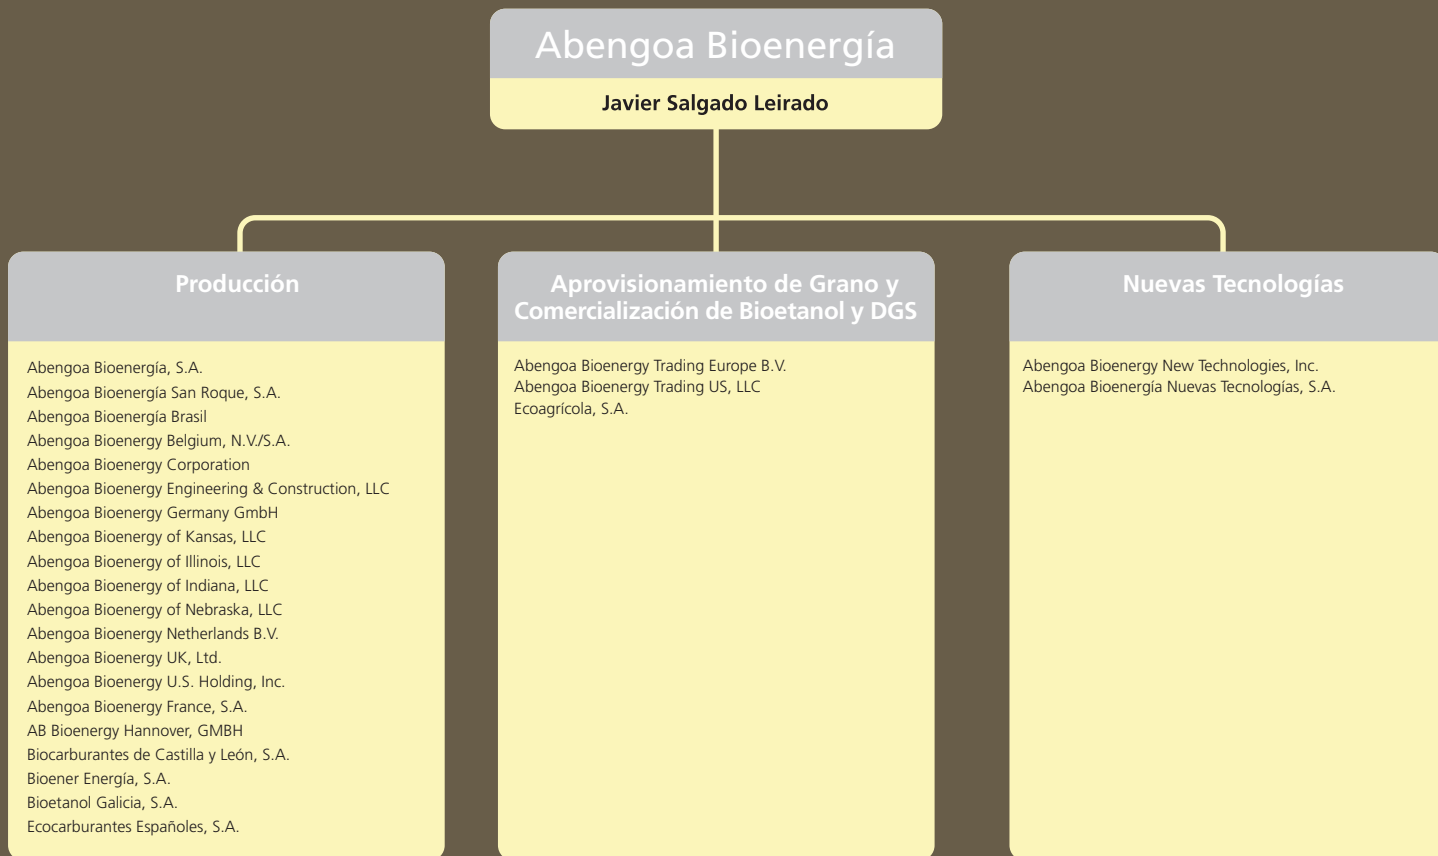 Abengoa Bioenergía
Javier Salgado Leirado
Producción
Abengoa Bioenergía, S.A.
Abengoa Bioenergía San Roque, S.A.
Abengoa Bioenergía Brasil
Abengoa Bioenergy Belgium, N.V./S.A.
Abengoa Bioenergy Corporation
Abengoa Bioenergy Engineering & Construction, LLC
Abengoa Bioenergy Germany GmbH
Abengoa Bioenergy of Kansas, LLC
Abengoa Bioenergy of Illinois, LLC
Abengoa Bioenergy of Indiana, LLC
Abengoa Bioenergy of Nebraska, LLC
Abengoa Bioenergy Netherlands B.V.
Abengoa Bioenergy UK, Ltd.
Abengoa Bioenergy U.S. Holding, Inc.
Abengoa Bioenergy France, S.A.
AB Bioenergy Hannover, GMBH
Biocarburantes de Castilla y León, S.A.
Bioener Energía, S.A.
Bioetanol Galicia, S.A.
Ecocarburantes Españoles, S.A.
Aprovisionamiento de Grano y
Comercialización de Bioetanol y DGS
Abengoa Bioenergy Trading Europe B.V.
Abengoa Bioenergy Trading US, LLC
Ecoagrícola, S.A.
Nuevas Tecnologías
Abengoa Bioenergy New Technologies, Inc.
Abengoa Bioenergía Nuevas Tecnologías, S.A.